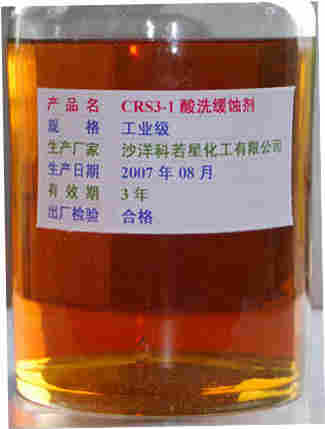 产品名 CRS3-1 酸洗缓蚀剂
规格 工业级
生产厂家 沙洋科若星化工有限公司
生产日期 2007 年 08 月
有效期 3 年
出厂检验 合格